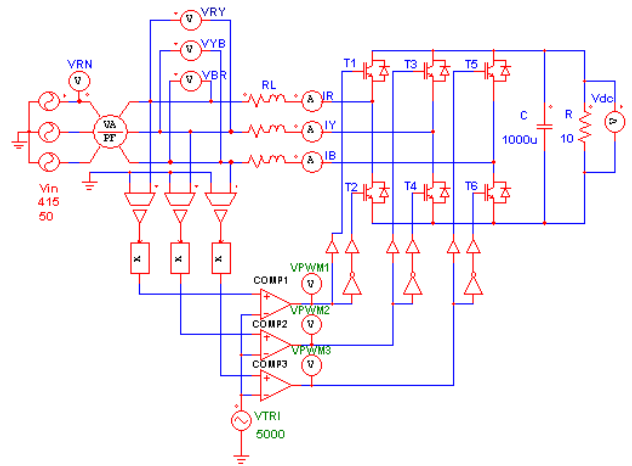 VRY
V
VRN
VYB
V
V
VBR
V
RL
VA
PF
A
IR
A
IY
A
IB
T1
T3
T5
T2
T4
T6
Vdc
V
C
1000u
R
10
Vin
415
50
K
K
K
COMP1
VPWM1
V
COMP2
VPWM2
V
COMP3
VPWM3
V
VTRI
5000